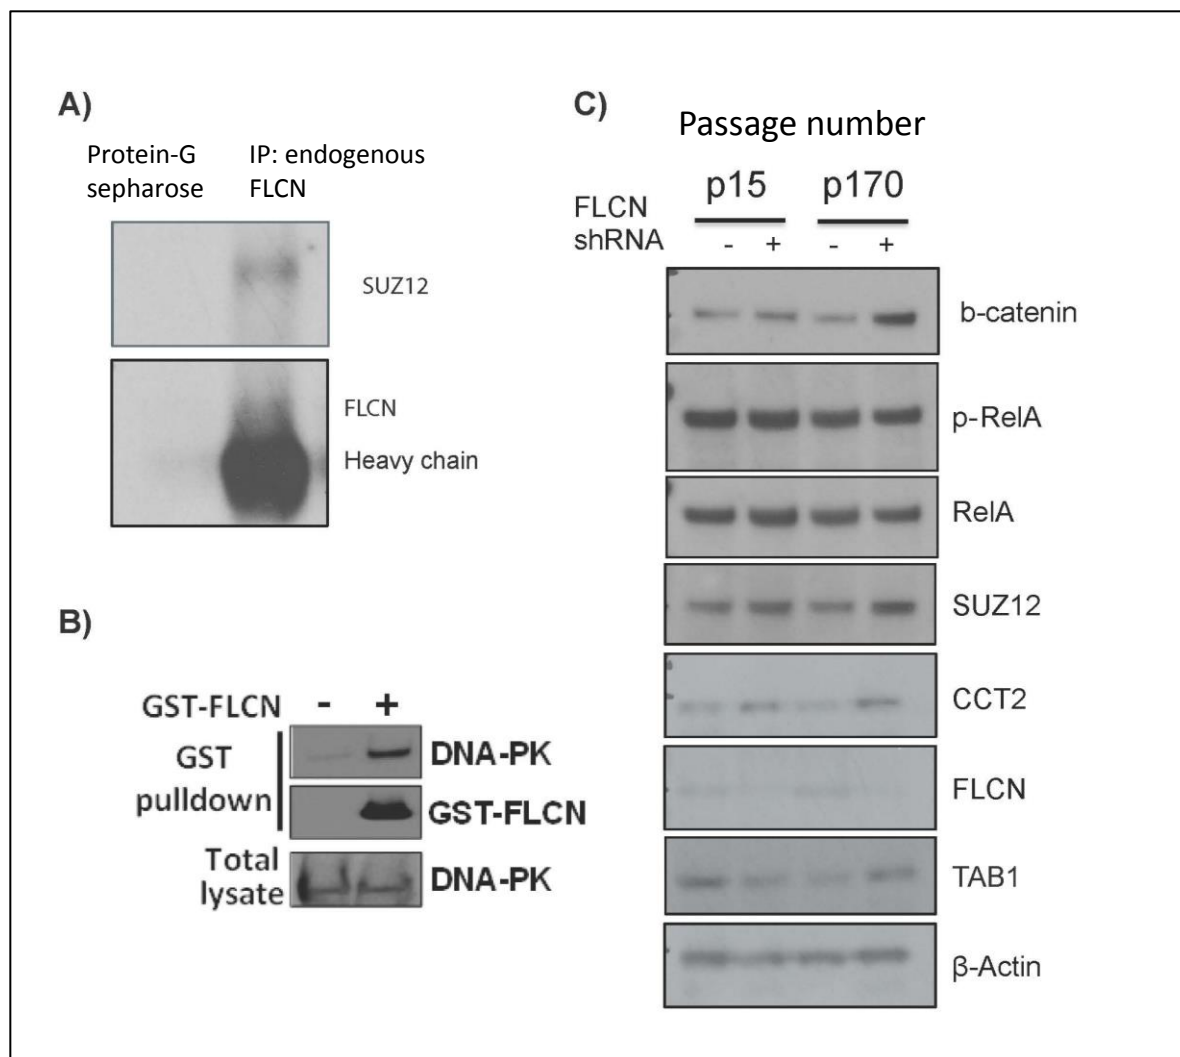 A)
Protein-G
sepharose
IP: endogenous
FLCN
SUZ12
FLCN
Heavy chain
B)
GST-FLCN - +
GST
pulldown
DNA-PK
GST-FLCN
Total
lysate
DNA-PK
C)
Passage number
p15 p170
FLCN
shRNA - + - +
b-catenin
p-RelA
RelA
SUZ12
CCT2
FLCN
TAB1
β-Actin